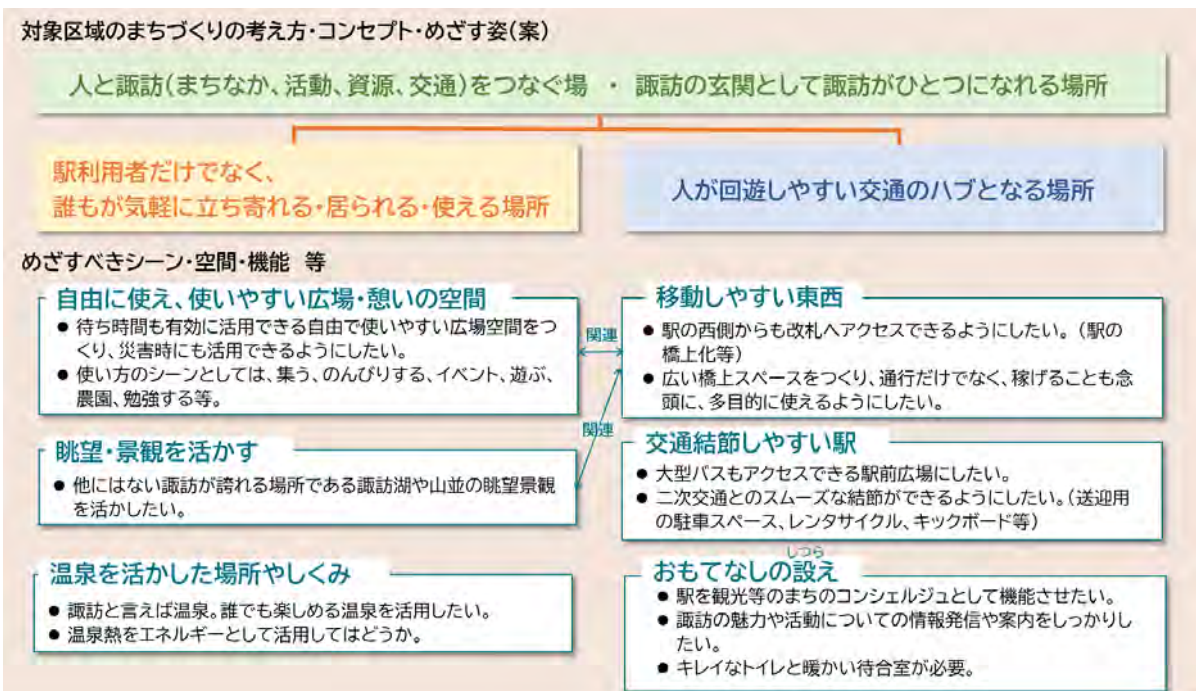 対象区域のまちづくりの考え方・コンセプト・めざす姿(案)
人と諏訪(まちなか、活動、資源、交通)をつなぐ場 ・ 諏訪の玄関として諏訪がひとつになれる場所
駅利用者だけでなく、
誰もが気軽に立ち寄れる・居られる・使える場所
人が回遊しやすい交通のハブとなる場所
めざすべきシーン・空間・機能 等
自由に使え、使いやすい広場・憩いの空間
● 待ち時間も有効に活用できる自由で使いやすい広場空間をつ
くり、災害時にも活用できるようにしたい。
● 使い方のシーンとしては、集う、のんびりする、イベント、遊ぶ、
農園、勉強する等。
関連
移動しやすい東西
● 駅の西側からも改札へアクセスできるようにしたい。(駅の
橋上化等)
● 広い橋上スペースをつくり、通行だけでなく、稼げることも念
頭に、多目的に使えるようにしたい。
関連
眺望・景観を活かす
● 他にはない諏訪が誇れる場所である諏訪湖や山並の眺望景観
を活かしたい。
交通結節しやすい駅
● 大型バスもアクセスできる駅前広場にしたい。
● 二次交通とのスムーズな結節ができるようにしたい。(送迎用
の駐車スペース、レンタサイクル、キックボード等)
温泉を活かした場所やしくみ
● 諏訪と言えば温泉。誰でも楽しめる温泉を活用したい。
● 温泉熱をエネルギーとして活用してはどうか。
しつら
おもてなしの設え
● 駅を観光等のまちのコンシェルジュとして機能させたい。
● 諏訪の魅力や活動についての情報発信や案内をしっかりし
たい。
● キレイなトイレと暖かい待合室が必要。